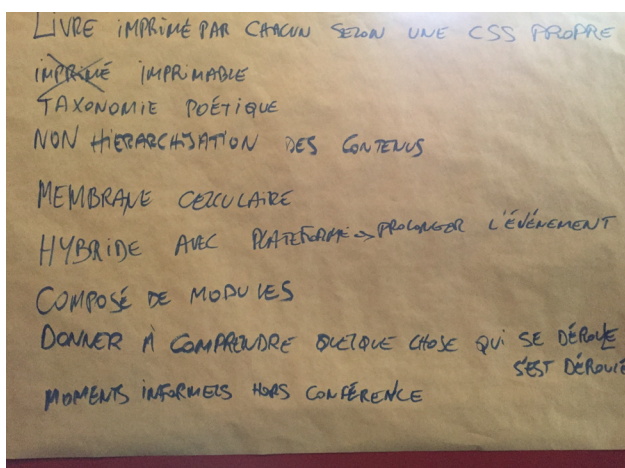 LIVRE IMPRIMÉ PAR CHACUN SELON UNE CSS PROPRE
IMPRIMÉ IMPRIMABLE
TAXONOMIE POÉTIQUE
NON HIERARCHISATION DES CONTENUS
MEMBRANE CELLULAIRE
HYBRIDE AVEC PLATEFORME → PROLONGER L'ÉVÉNEMENT
COMPOSÉ DE MODULES
DONNER À COMPRENDRE QUELQUE CHOSE QUI SE DÉROULE
S'EST DÉROULÉ
MOMENTS INFORMELS HORS CONFÉRENCE